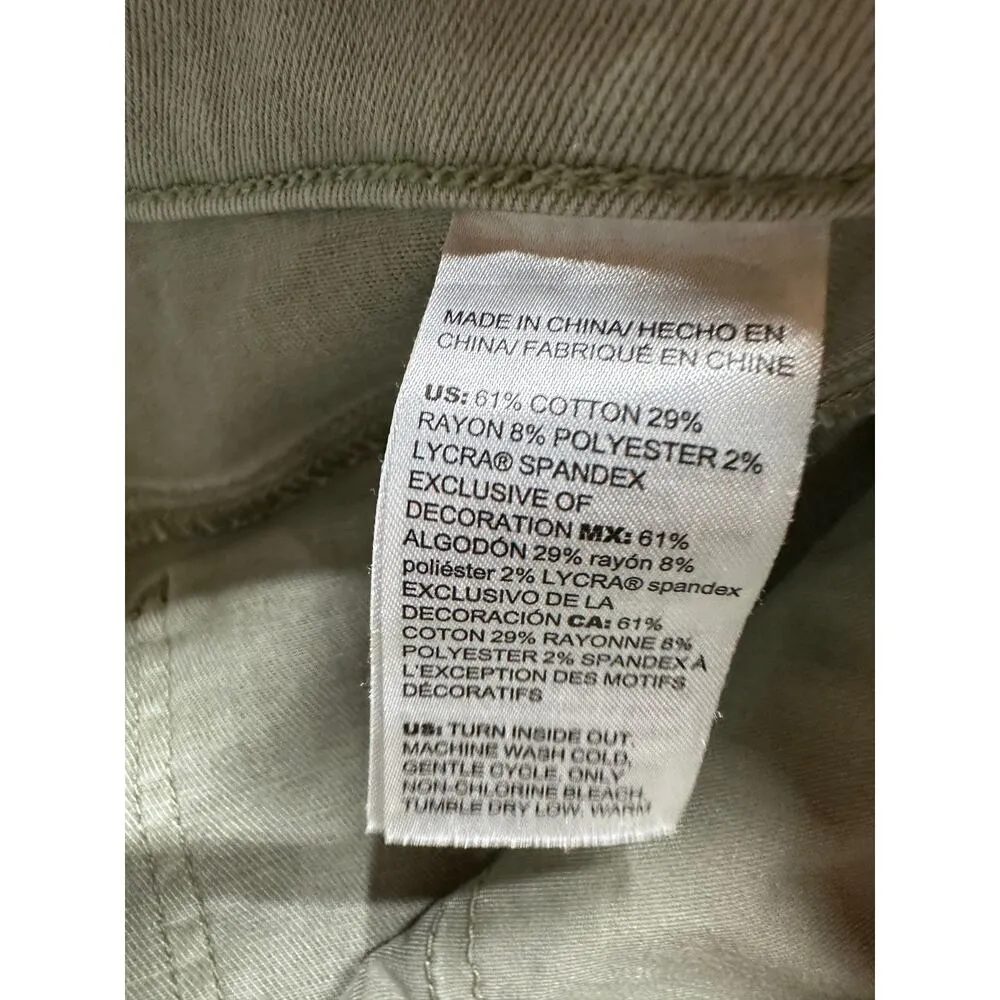 MADE IN CHINA/ HECHO EN
CHINA/ FABRIQUÉ EN CHINE
US: 61% COTTON 29%
RAYON 8% POLYESTER 2%
LYCRA® SPANDEX
EXCLUSIVE OF
DECORATION MX: 61%
ALGODÓN 29% rayón 8%
poliéster 2% LYCRA® spandex
EXCLUSIVO DE LA
DECORACIÓN CA: 61%
COTON 29% RAYONNE 8%
POLYESTER 2% SPANDEX À
L'EXCEPTION DES MOTIFS
DÉCORATIFS
US: TURN INSIDE OUT,
MACHINE WASH COLD,
GENTLE CYCLE, ONLY
NON-CHLORINE BLEACH,
TUMBLE DRY LOW, WARM